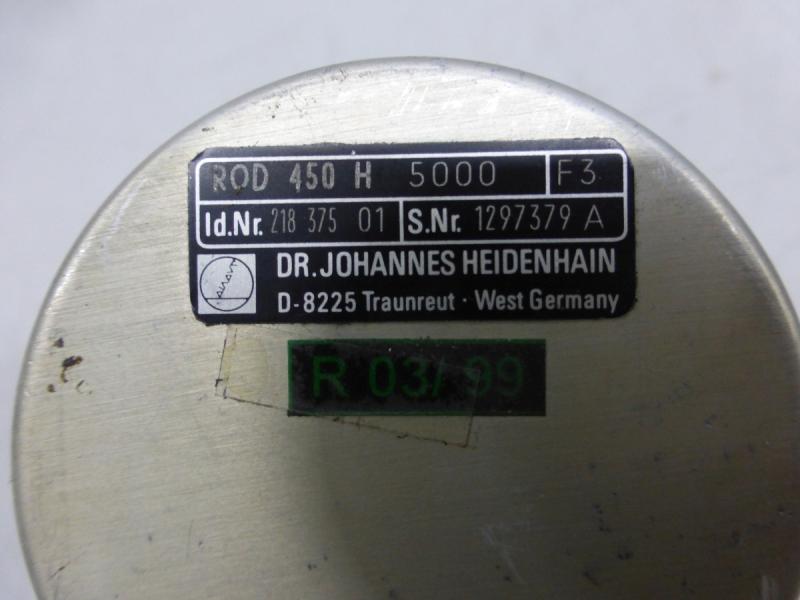 ROD 450 H 5000 F3
Id.Nr. 218 375 01 S.Nr. 1297379 A
DR. JOHANNES HEIDENHAIN
D-8225 Traunreut · West Germany
R 03/99